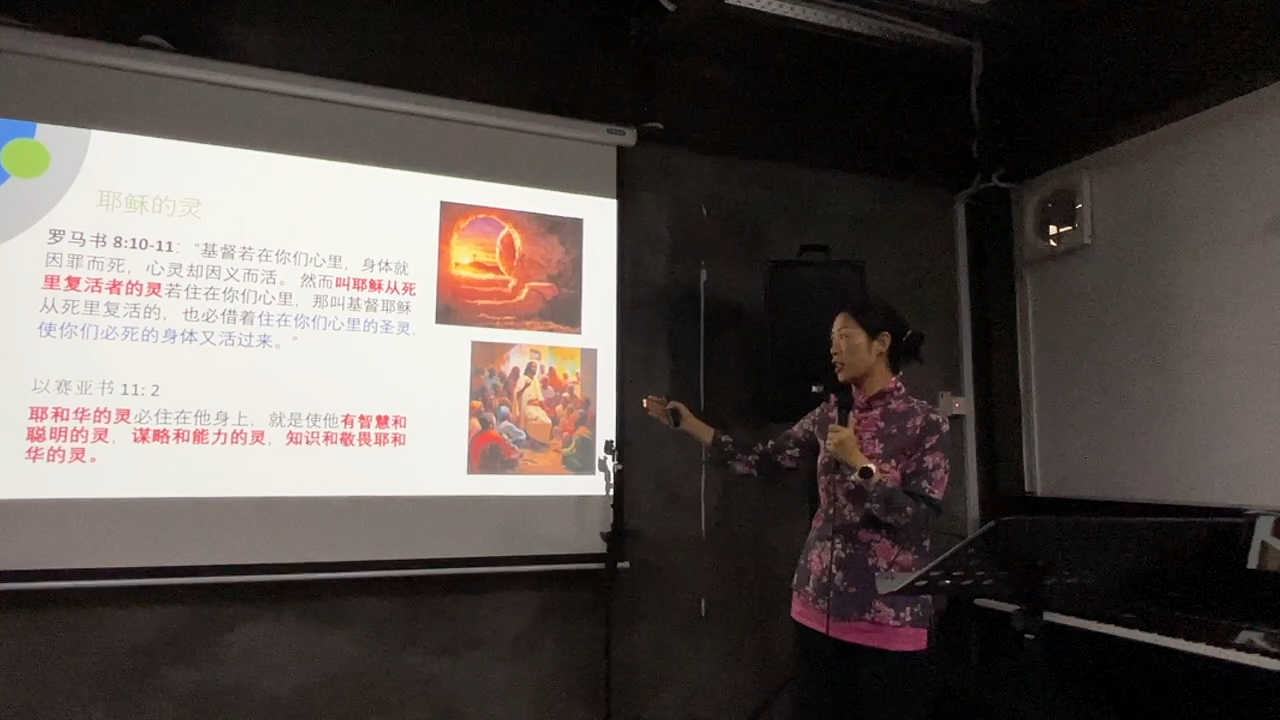 耶稣的灵
罗马书 8:10-11：“基督若在你们心里，身体就
因罪而死，心灵却因义而活。 然而叫耶稣从死
里复活者的灵若住在你们心里，那叫基督耶稣
从死里复活的，也必借着住在你们心里的圣灵，
使你们必死的身体又活过来。”
以赛亚书 11: 2
耶和华的灵必住在他身上，就是使他有智慧和
聪明的灵，谋略和能力的灵，知识和敬畏耶和
华的灵。